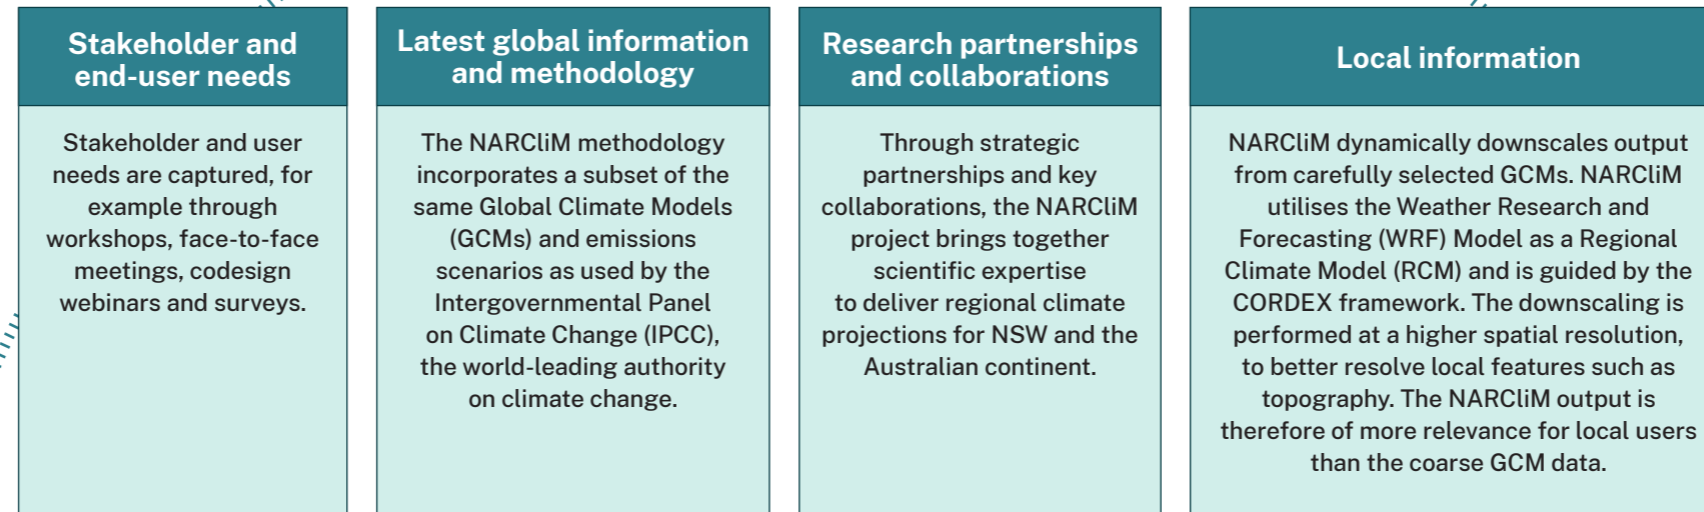 Stakeholder and
end-user needs
Stakeholder and user
needs are captured, for
example through
workshops, face-to-face
meetings, codesign
webinars and surveys.
Latest global information
and methodology
The NARCliM methodology
incorporates a subset of the
same Global Climate Models
(GCMs) and emissions
scenarios as used by the
Intergovernmental Panel
on Climate Change (IPCC),
the world-leading authority
on climate change.
Research partnerships
and collaborations
Through strategic
partnerships and key
collaborations, the NARCliM
project brings together
scientific expertise
to deliver regional climate
projections for NSW and the
Australian continent.
Local information
NARCliM dynamically downscales output
from carefully selected GCMs. NARCliM
utilises the Weather Research and
Forecasting (WRF) Model as a Regional
Climate Model (RCM) and is guided by the
CORDEX framework. The downscaling is
performed at a higher spatial resolution,
to better resolve local features such as
topography. The NARCliM output is
therefore of more relevance for local users
than the coarse GCM data.